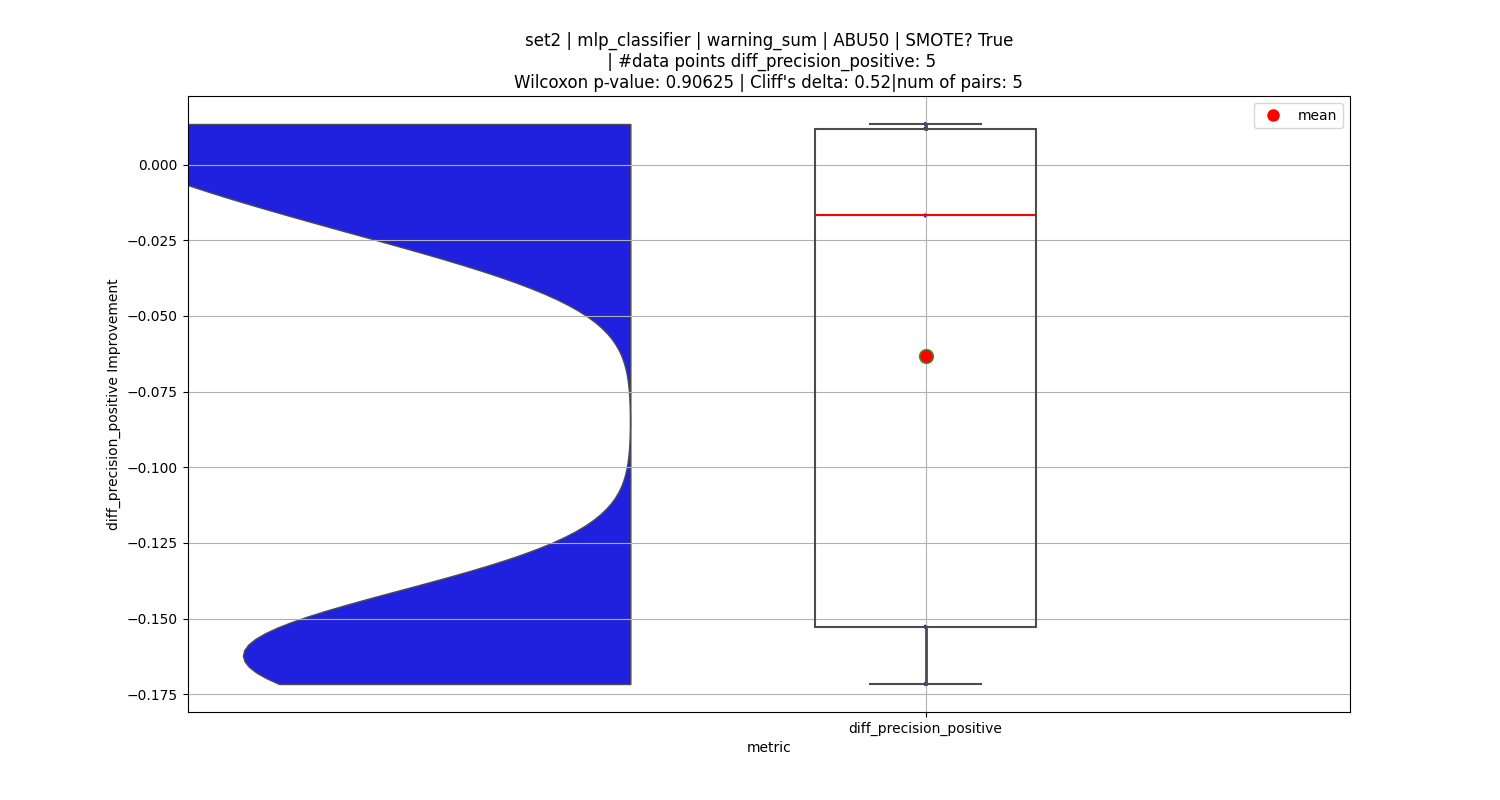 set2 | mlp_classifier | warning_sum | ABU50 | SMOTE? True
| #data points diff_precision_positive: 5
Wilcoxon p-value: 0.90625 | Cliff's delta: 0.52|num of pairs: 5
mean
0.000
−0.025
−0.050
−0.075
−0.100
−0.125
−0.150
−0.175
diff_precision_positive Improvement
diff_precision_positive
metric